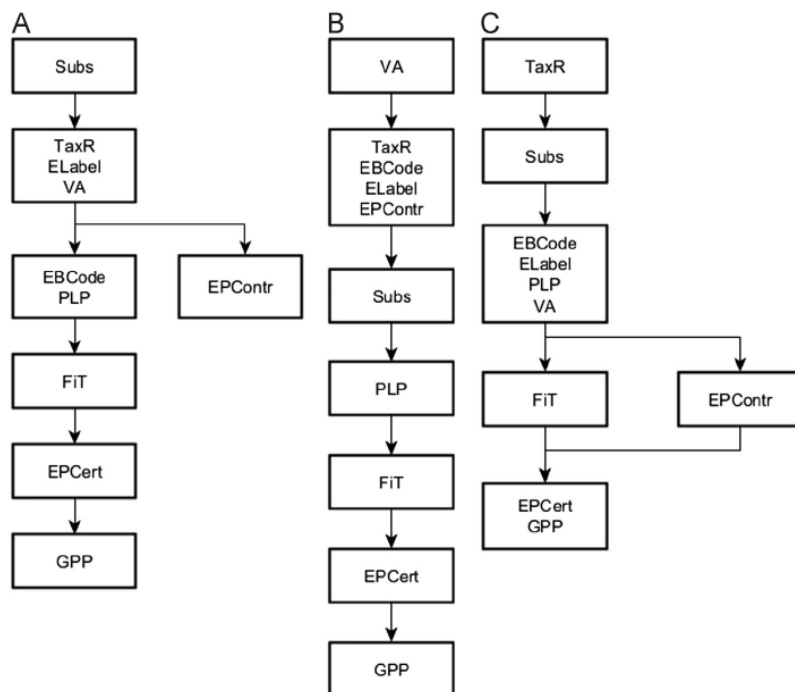 A
Subs
TaxR
ELabel
VA
EBCode
PLP
EPContr
FiT
EPCert
GPP
B
VA
TaxR
EBCode
ELabel
EPContr
Subs
PLP
FiT
EPCert
GPP
C
TaxR
Subs
EBCode
ELabel
PLP
VA
FiT
EPContr
EPCert
GPP